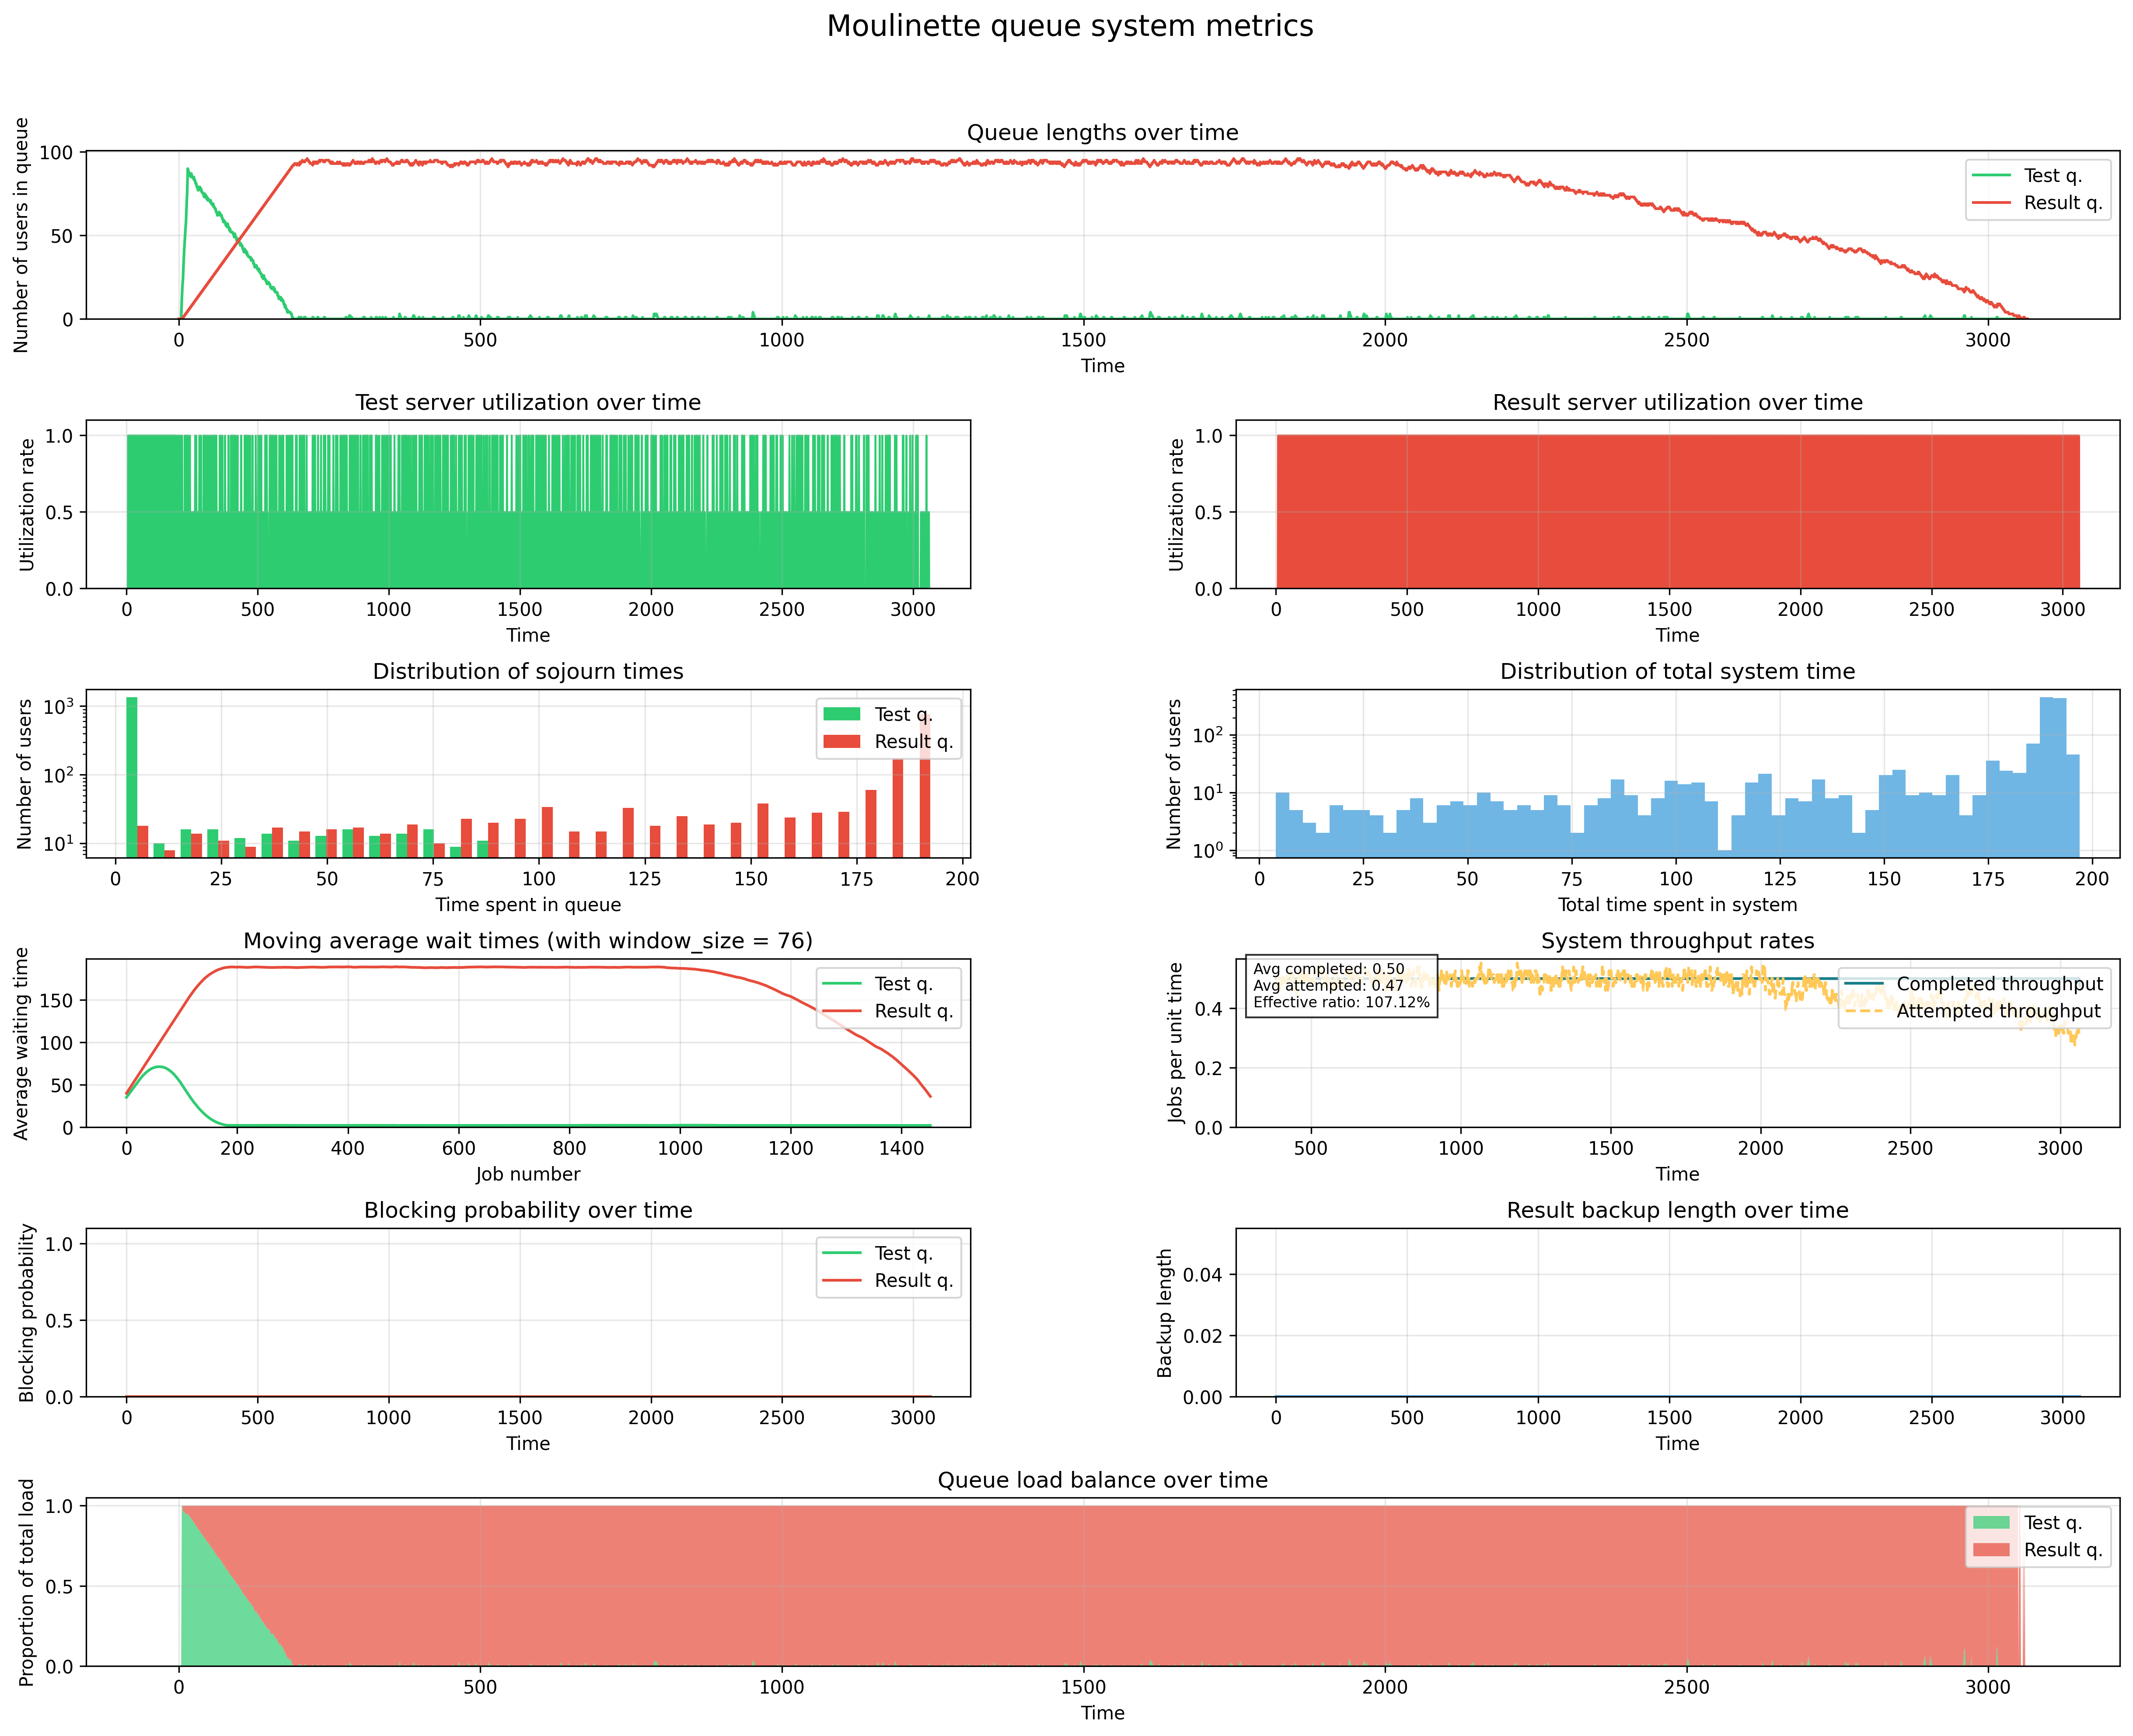 Moulinette queue system metrics
Queue lengths over time
Number of users in queue
100
50
0
Test q.
Result q.
0 500 1000 1500 2000 2500 3000
Time
Test server utilization over time
Utilization rate
1.0
0.5
0.0
0 500 1000 1500 2000 2500 3000
Time
Result server utilization over time
Utilization rate
1.0
0.5
0.0
0 500 1000 1500 2000 2500 3000
Time
Distribution of sojourn times
Number of users
10³
10²
10¹
Test q.
Result q.
0 25 50 75 100 125 150 175 200
Time spent in queue
Distribution of total system time
Number of users
10²
10¹
10⁰
0 25 50 75 100 125 150 175 200
Total time spent in system
Moving average wait times (with window_size = 76)
Average waiting time
150
100
50
0
Test q.
Result q.
0 200 400 600 800 1000 1200 1400
Job number
System throughput rates
Jobs per unit time
0.4
0.2
0.0
Avg completed: 0.50
Avg attempted: 0.47
Effective ratio: 107.12%
Completed throughput
Attempted throughput
500 1000 1500 2000 2500 3000
Time
Blocking probability over time
Blocking probability
1.0
0.5
0.0
Test q.
Result q.
0 500 1000 1500 2000 2500 3000
Time
Result backup length over time
Backup length
0.04
0.02
0.00
0 500 1000 1500 2000 2500 3000
Time
Queue load balance over time
Proportion of total load
1.0
0.5
0.0
Test q.
Result q.
0 500 1000 1500 2000 2500 3000
Time